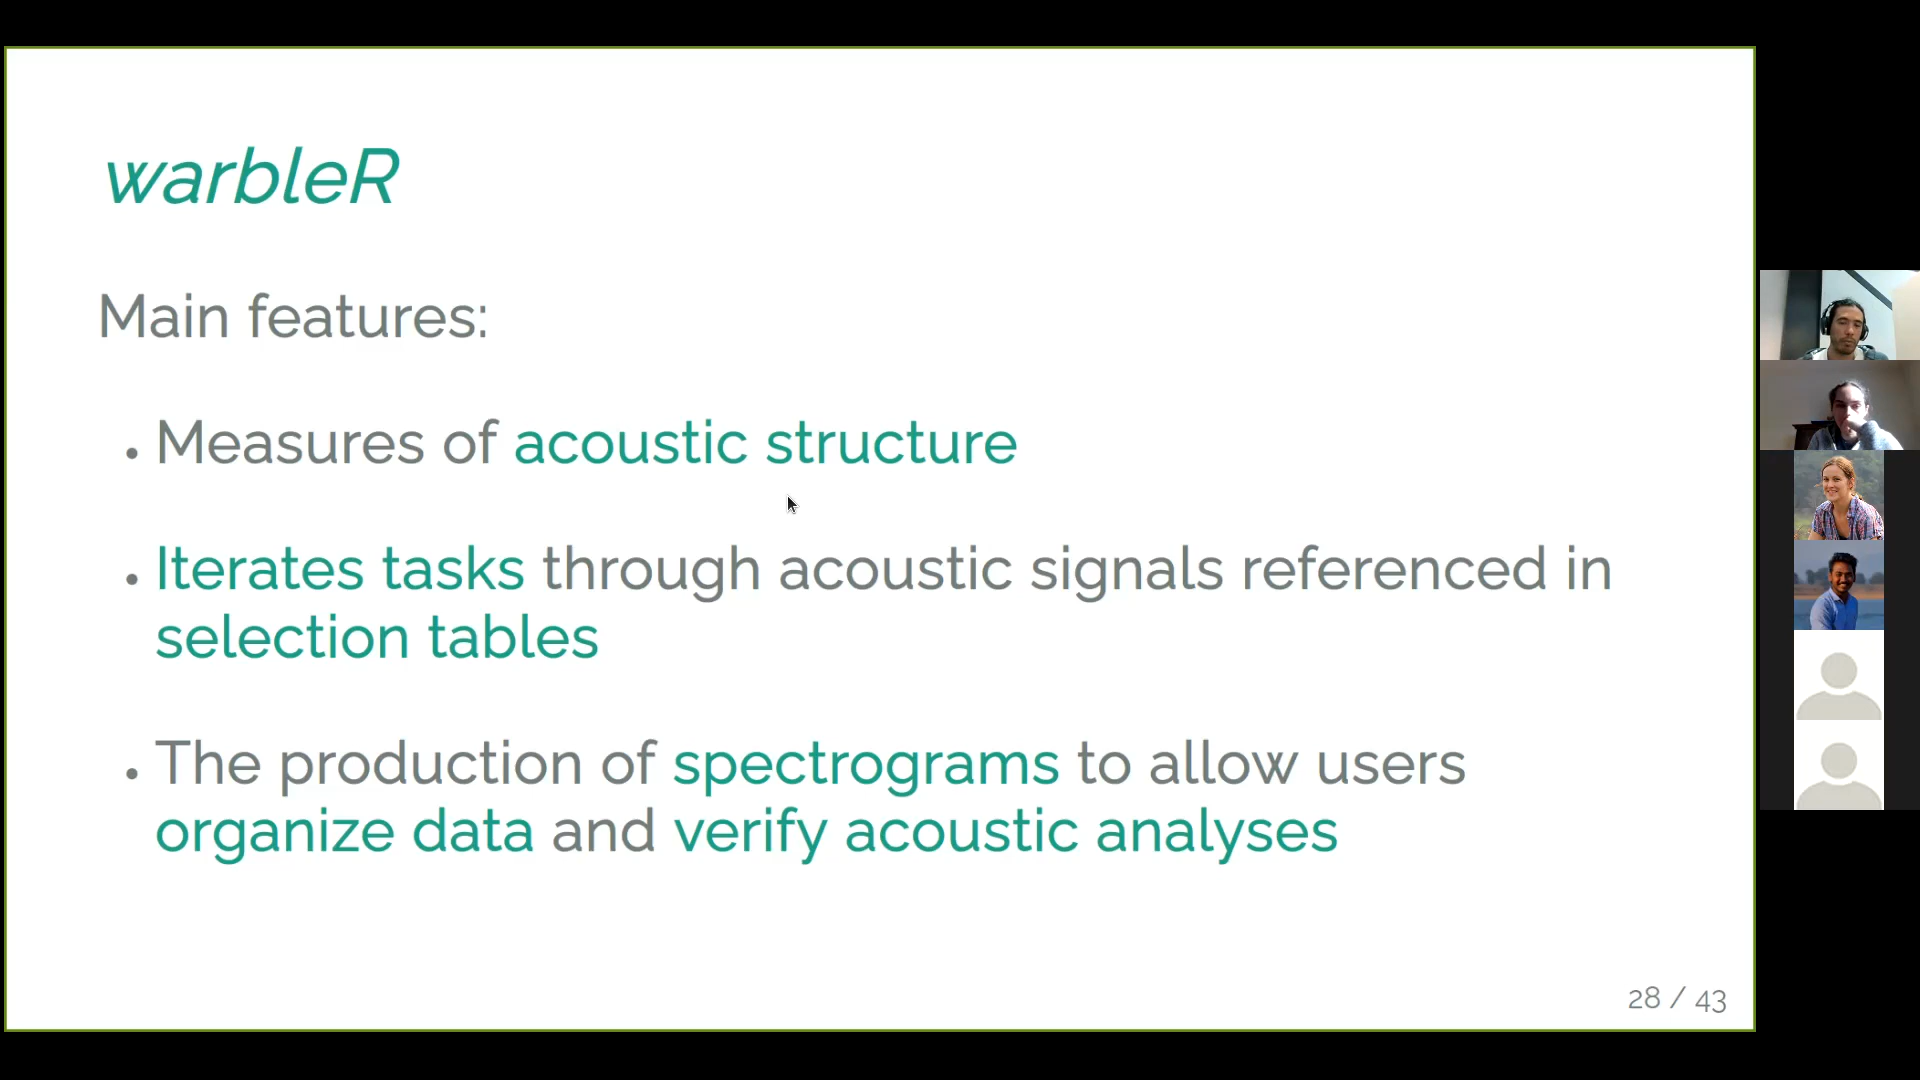 warbleR
Main features:
• Measures of acoustic structure
• Iterates tasks through acoustic signals referenced in
selection tables
• The production of spectrograms to allow users
organize data and verify acoustic analyses
28 / 43